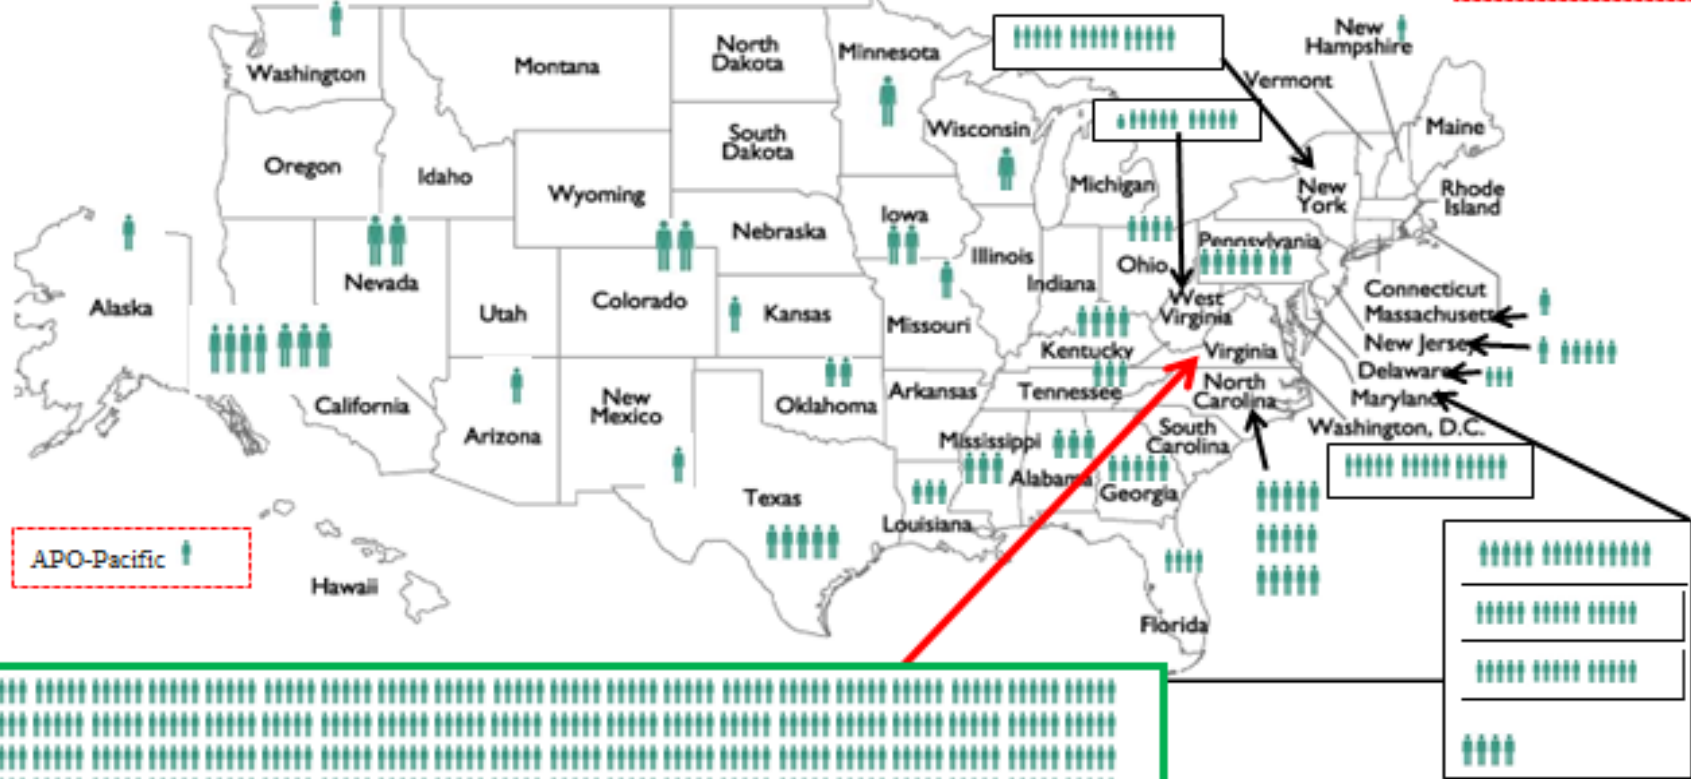 New
Hampshire
Vermont
Maine
Washington
Montana
North
Dakota
Minnesota
Oregon
Idaho
Wyoming
South
Dakota
Wisconsin
Michigan
New
York
Rhode
Island
Nebraska
Iowa
Illinois
Indiana
Ohio
Pennsylvania
Alaska
Nevada
Utah
Colorado
Kansas
Missouri
West
Virginia
Connecticut
Massachusett
New Jersey
Delaware
Maryland
Washington, D.C.
Kentucky
Virginia
California
Arizona
New
Mexico
Oklahoma
Arkansas
Tennessee
North
Carolina
South
Carolina
Mississippi
Alabama
Georgia
Texas
Louisiana
Florida
APO-Pacific
Hawaii